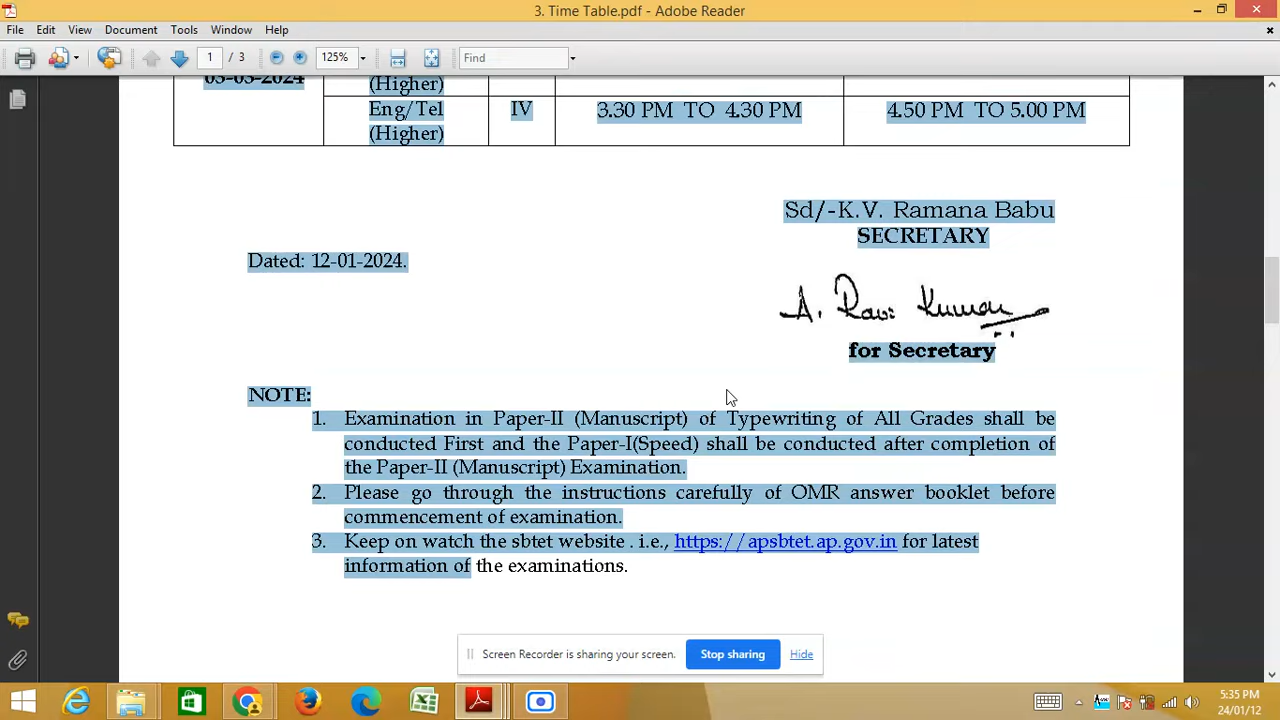 3. Time Table.pdf - Adobe Reader
File Edit View Document Tools Window Help
1 / 3 125% Find
03-03-2024 (Higher)
Eng/Tel (Higher) IV 3.30 PM TO 4.30 PM 4.50 PM TO 5.00 PM
Sd/-K.V. Ramana Babu
SECRETARY
Dated: 12-01-2024.
A. Ravi Kumar
for Secretary
NOTE:
1. Examination in Paper-II (Manuscript) of Typewriting of All Grades shall be
conducted First and the Paper-I(Speed) shall be conducted after completion of
the Paper-II (Manuscript) Examination.
2. Please go through the instructions carefully of OMR answer booklet before
commencement of examination.
3. Keep on watch the sbtet website . i.e., https://apsbtet.ap.gov.in for latest
information of the examinations.
Screen Recorder is sharing your screen. Stop sharing Hide
5:35 PM
24/01/12